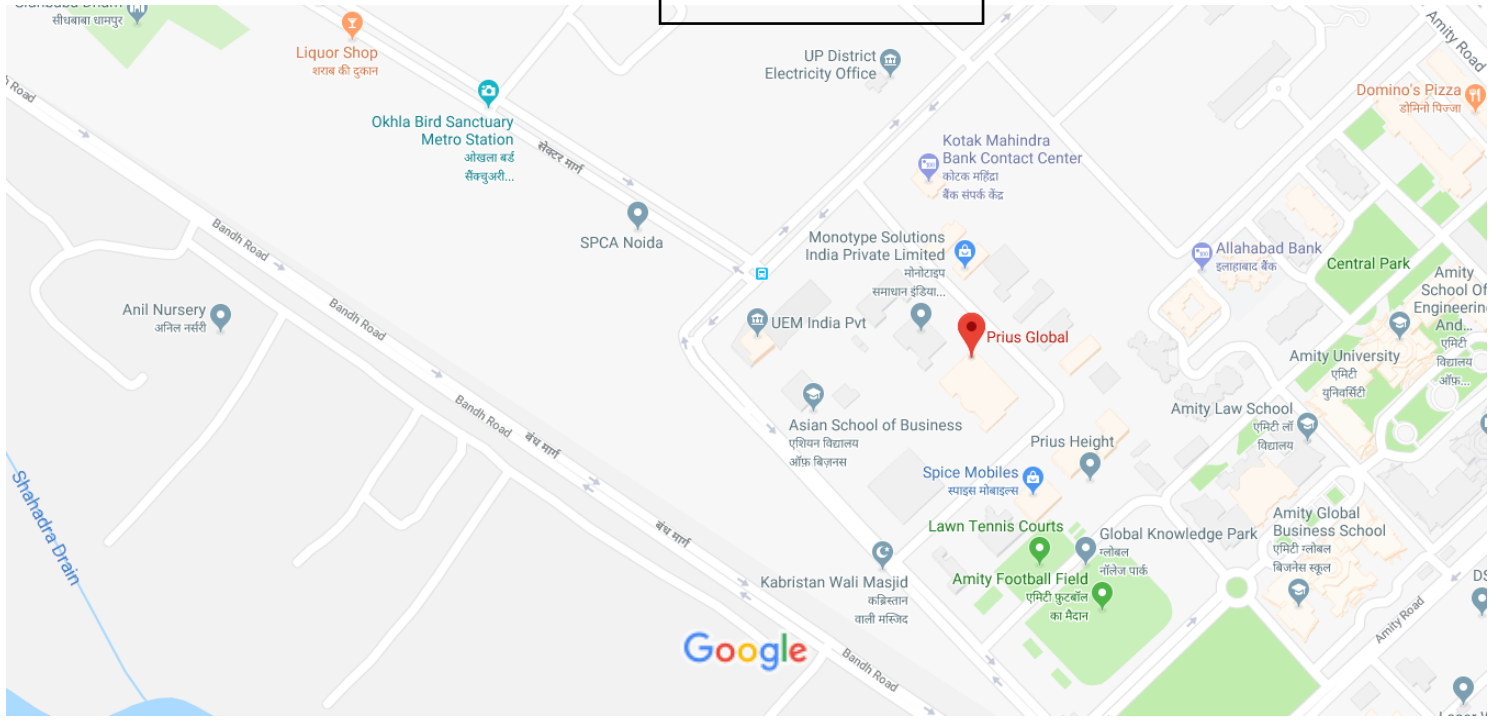 सीधबाबा धामपुर
Liquor Shop
शराब की दुकान
Okhla Bird Sanctuary
Metro Station
ओखला बर्ड
सैंक्चुअरी...
सेक्टर मार्ग
SPCA Noida
UP District
Electricity Office
Amity Road
Domino's Pizza
डोमिनो पिज्जा
Kotak Mahindra
Bank Contact Center
कोटक महिंद्रा
बैंक संपर्क केंद्र
Monotype Solutions
India Private Limited
मोनोटाइप
समाधान इंडिया...
Allahabad Bank
इलाहाबाद बैंक
Central Park
Amity
School Of
Engineerin
And...
एमिटी
विद्यालय
ऑफ़...
Road
Bandh Road
Anil Nursery
अनिल नर्सरी
Bandh Road
UEM India Pvt
Prius Global
Amity University
एमिटी
युनिवर्सिटी
Bandh Road
बंध मार्ग
Asian School of Business
एशियन विद्यालय
ऑफ़ बिज़नस
Amity Law School
एमिटी लॉ
विद्यालय
Prius Height
Spice Mobiles
स्पाइस मोबाइल्स
Shahadra Drain
बंध मार्ग
Lawn Tennis Courts
Global Knowledge Park
ग्लोबल
नॉलेज पार्क
Amity Global
Business School
एमिटी ग्लोबल
बिजनेस स्कूल
Kabristan Wali Masjid
कब्रिस्तान
वाली मस्जिद
Amity Football Field
एमिटी फ़ुटबॉल
का मैदान
DS
Amity Road
Google
Bandh Road